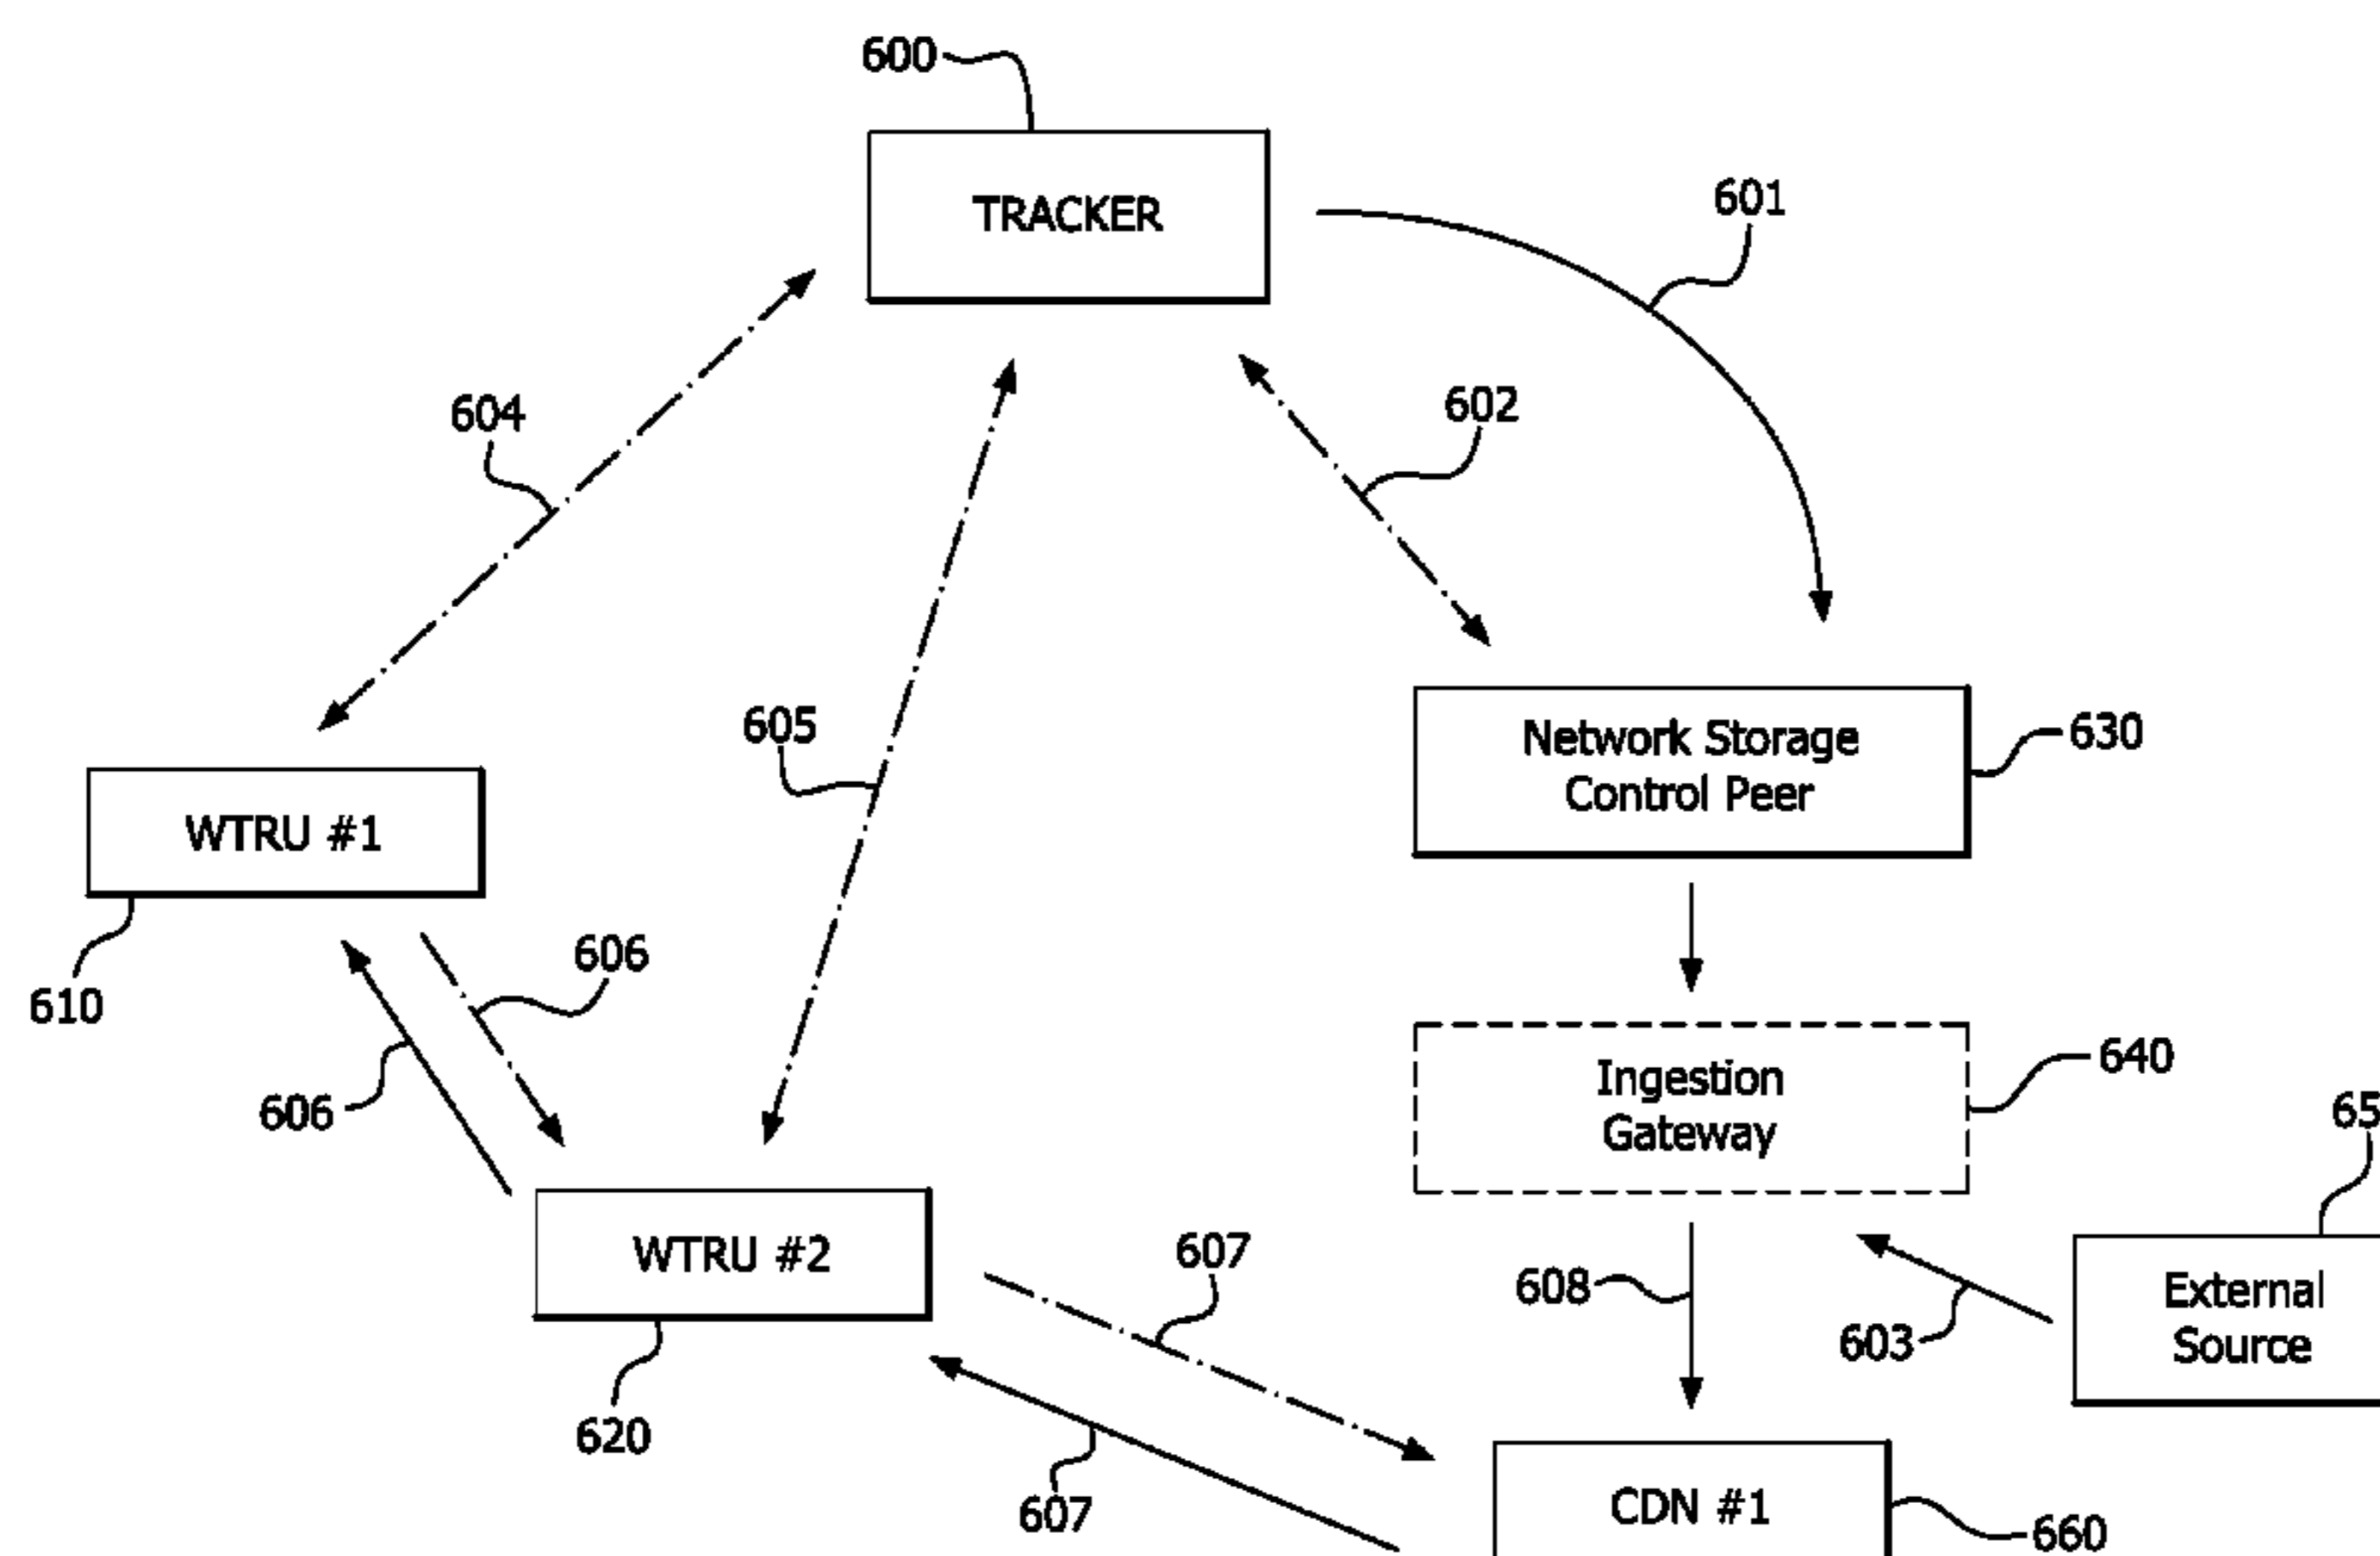 600
TRACKER
601
604
602
605
Network Storage
Control Peer
630
WTRU #1
610
606
606
Ingestion
Gateway
640
65
WTRU #2
620
607
607
608
603
External
Source
CDN #1
660